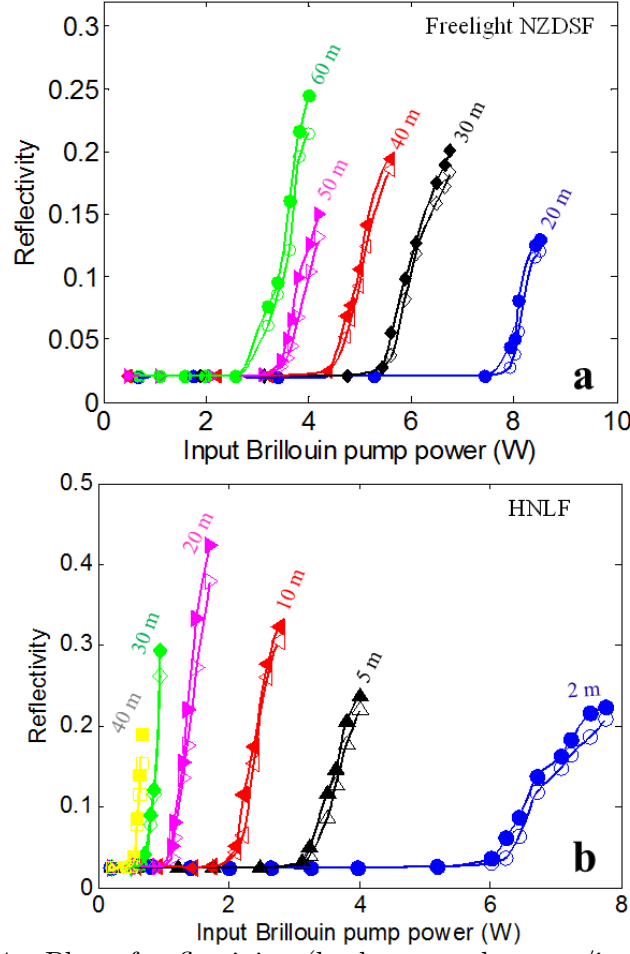 0.3
Freelight NZDSF
60 m
0.25
40 m
30 m
Reflectivity
0.2
50 m
20 m
0.15
0.1
0.05
a
0
0 2 4 6 8 10
Input Brillouin pump power (W)
0.5
HNLF
20 m
0.4
10 m
Reflectivity
0.3
30 m
5 m
40 m
2 m
0.2
0.1
b
0
0 2 4 6 8
Input Brillouin pump power (W)